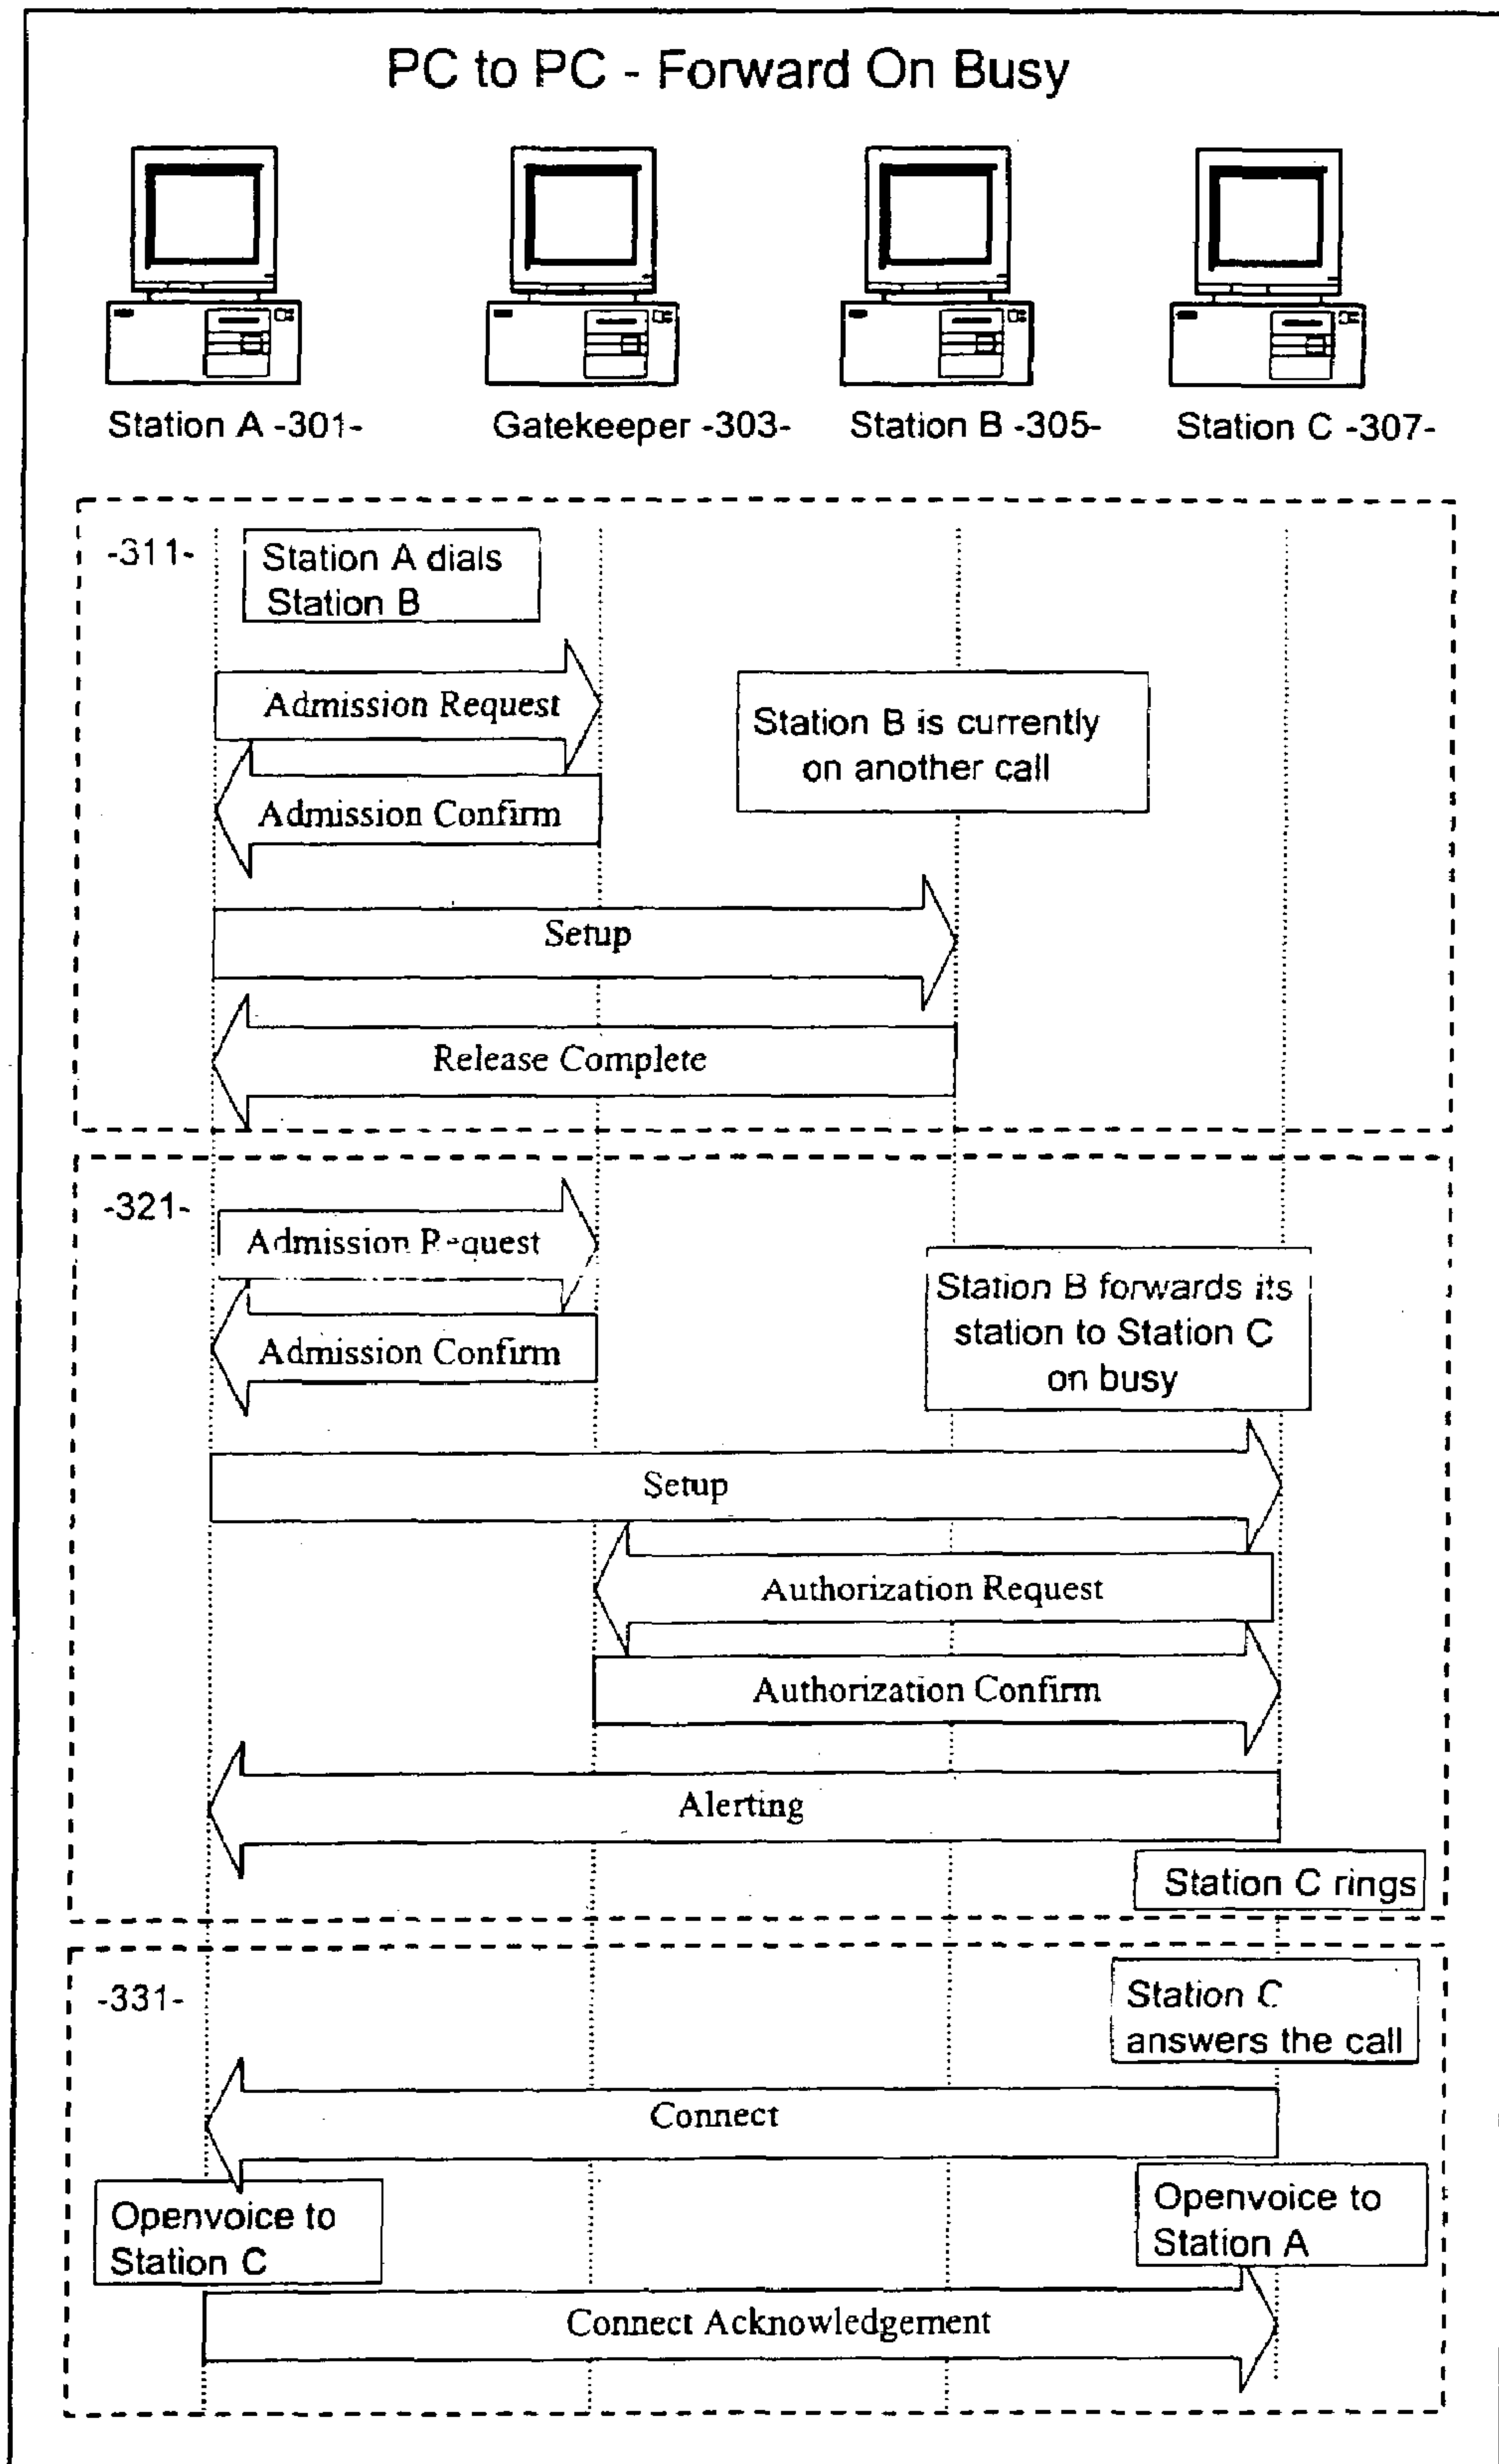 PC to PC - Forward On Busy
Station A -301-
Gatekeeper -303-
Station B -305-
Station C -307-
-311-
Station A dials
Station B
Admission Request
Station B is currently
on another call
Admission Confirm
Setup
Release Complete
-321-
Admission Request
Station B forwards its
station to Station C
on busy
Admission Confirm
Setup
Authorization Request
Authorization Confirm
Alerting
Station C rings
-331-
Station C
answers the call
Connect
Openvoice to
Station C
Openvoice to
Station A
Connect Acknowledgement